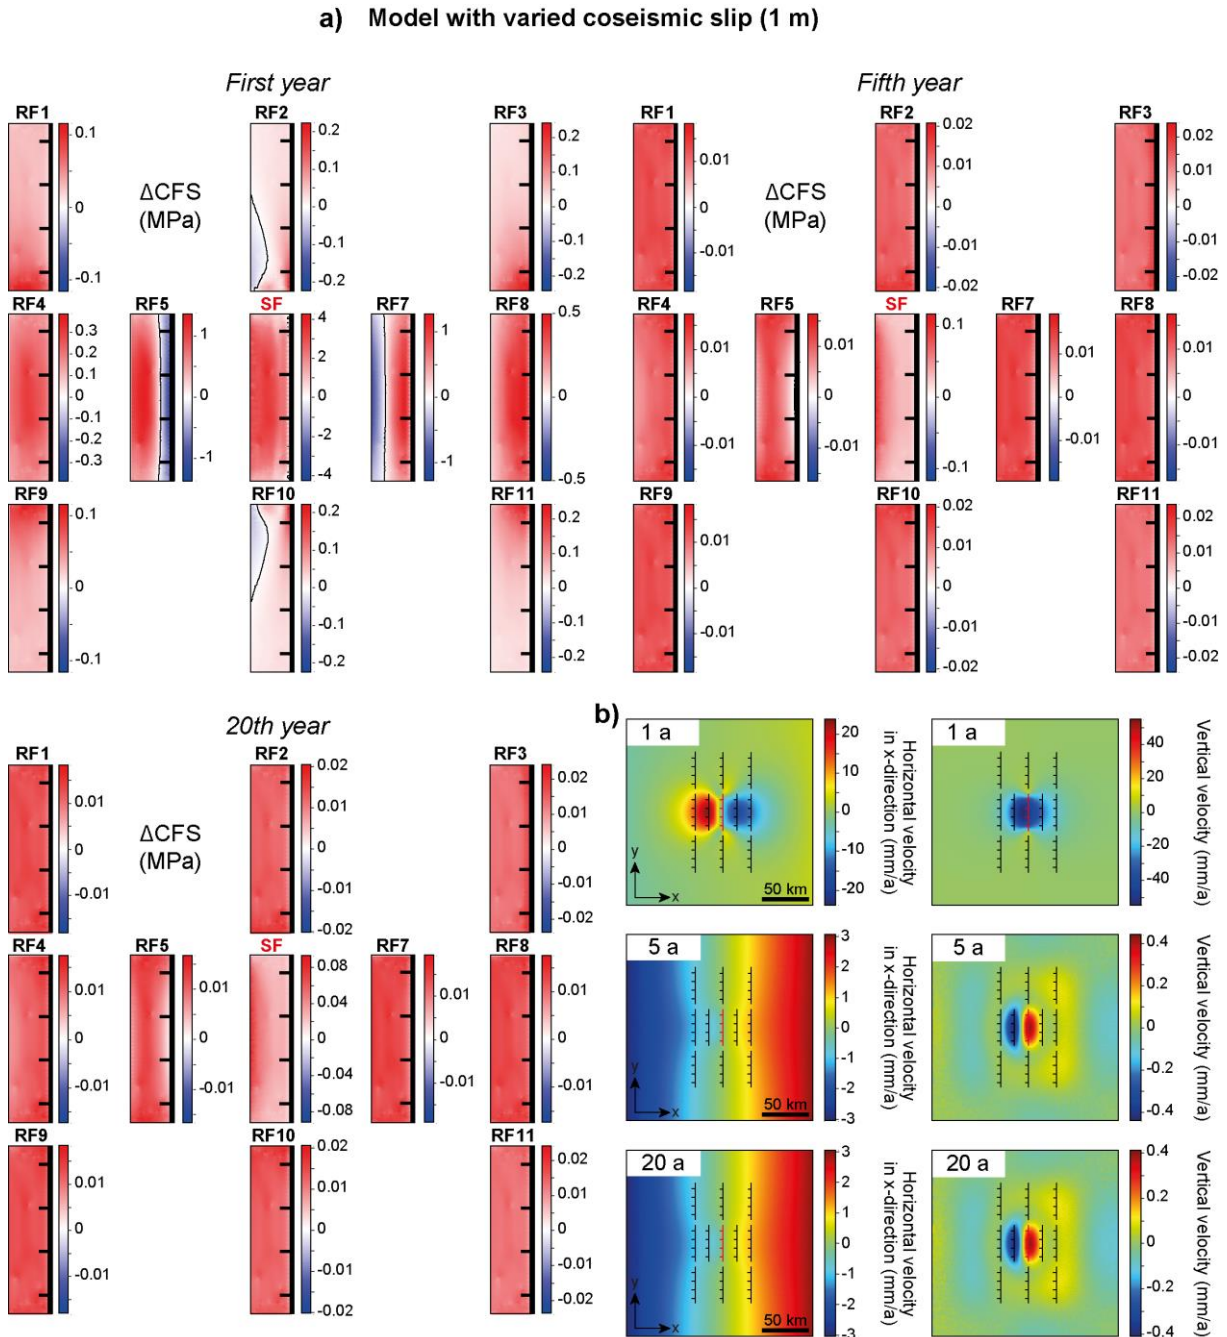 a) Model with varied coseismic slip (1 m)
First year
RF1
0.1
0
-0.1
ΔCFS
(MPa)
RF2
0.2
0.1
0
-0.1
-0.2
RF3
0.2
0.1
0
-0.1
-0.2
RF4
0.3
0.2
0.1
0
-0.1
-0.2
-0.3
RF5
1
0
-1
SF
4
2
0
-2
-4
RF7
1
0
-1
RF8
0.5
0
-0.5
RF9
0.1
0
-0.1
RF10
0.2
0.1
0
-0.1
-0.2
RF11
0.2
0.1
0
-0.1
-0.2
Fifth year
RF1
0.01
0
-0.01
ΔCFS
(MPa)
RF2
0.02
0.01
0
-0.01
-0.02
RF3
0.02
0.01
0
-0.01
-0.02
RF4
0.01
0
-0.01
RF5
0.01
0
-0.01
SF
0.1
0
-0.1
RF7
0.01
0
-0.01
RF8
0.01
0
-0.01
RF9
0.01
0
-0.01
RF10
0.02
0.01
0
-0.01
-0.02
RF11
0.02
0.01
0
-0.01
-0.02
20th year
RF1
0.01
0
-0.01
ΔCFS
(MPa)
RF2
0.02
0.01
0
-0.01
-0.02
RF3
0.02
0.01
0
-0.01
-0.02
RF4
0.01
0
-0.01
RF5
0.01
0
-0.01
SF
0.08
0.04
0
-0.04
-0.08
RF7
0.01
0
-0.01
RF8
0.01
0
-0.01
RF9
0.01
0
-0.01
RF10
0.02
0.01
0
-0.01
-0.02
RF11
0.02
0.01
0
-0.01
-0.02
b)
1 a
y
x
50 km
20
10
0
-10
-20
Horizontal velocity
in x-direction (mm/a)
1 a
40
20
0
-20
-40
Vertical velocity (mm/a)
5 a
y
x
50 km
3
2
1
0
-1
-2
-3
Horizontal velocity
in x-direction (mm/a)
5 a
0.4
0.2
0
-0.2
-0.4
Vertical velocity (mm/a)
20 a
y
x
50 km
3
2
1
0
-1
-2
-3
Horizontal velocity
in x-direction (mm/a)
20 a
0.4
0.2
0
-0.2
-0.4
Vertical velocity (mm/a)